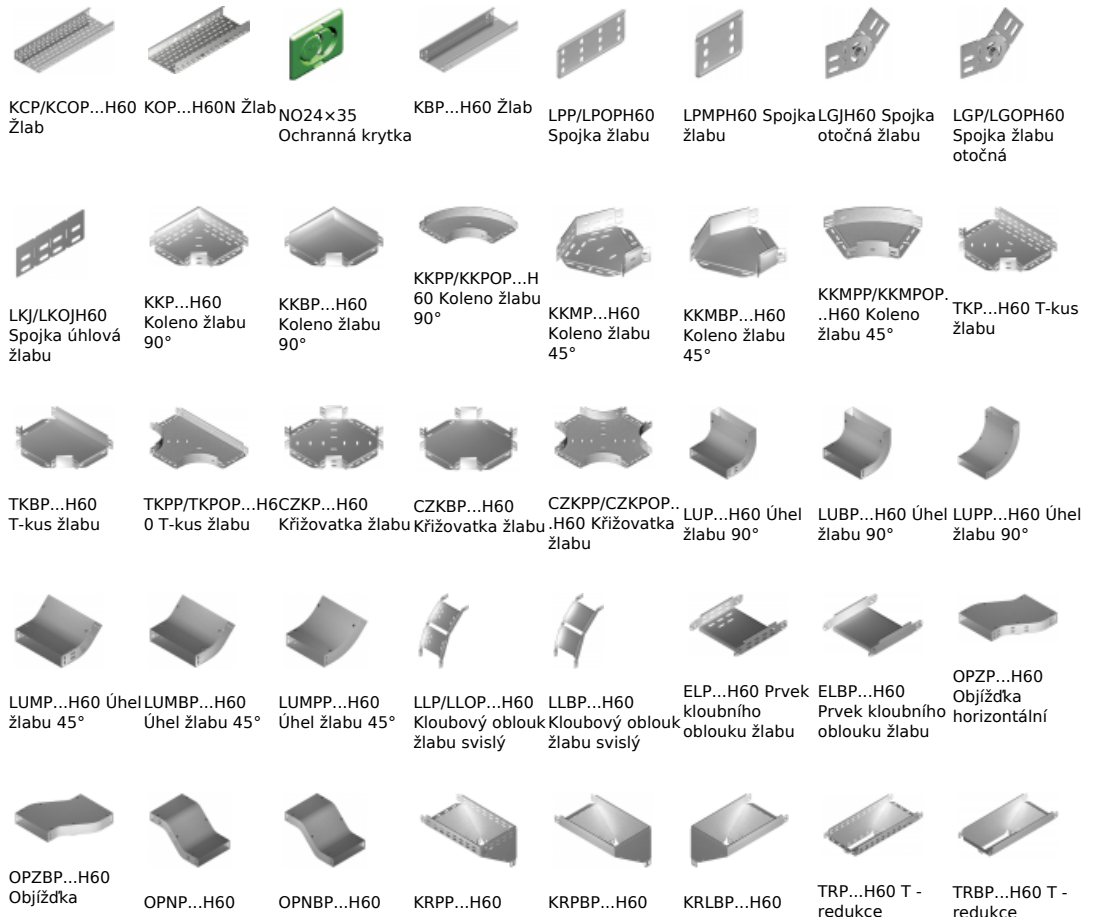 KCP/KCOP...H60
Žlab
KOP...H60N Žlab
NO24×35
Ochranná krytka
KBP...H60 Žlab
LPP/LPOPH60
Spojka žlabu
LPMPH60 Spojka
žlabu
LGJH60 Spojka
otočná žlabu
LGP/LGOPH60
Spojka žlabu
otočná
LKJ/LKOJH60
Spojka úhlová
žlabu
KKP...H60
Koleno žlabu
90°
KKBP...H60
Koleno žlabu
90°
KKPP/KKPOP...H
60 Koleno žlabu
90°
KKMP...H60
Koleno žlabu
45°
KKMBP...H60
Koleno žlabu
45°
KKMPP/KKMPOP.
..H60 Koleno
žlabu 45°
TKP...H60 T-kus
žlabu
TKBP...H60
T-kus žlabu
TKPP/TKPOP...H6
0 T-kus žlabu
CZKP...H60
Křižovatka žlabu
CZKBP...H60
Křižovatka žlabu
CZKPP/CZKPOP..
.H60 Křižovatka
žlabu
LUP...H60 Úhel
žlabu 90°
LUBP...H60 Úhel
žlabu 90°
LUPP...H60 Úhel
žlabu 90°
LUMP...H60 Úhel
žlabu 45°
LUMBP...H60
Úhel žlabu 45°
LUMPP...H60
Úhel žlabu 45°
LLP/LLOP...H60
Kloubový oblouk
žlabu svislý
LLBP...H60
Kloubový oblouk
žlabu svislý
ELP...H60 Prvek
kloubního
oblouku žlabu
ELBP...H60
Prvek kloubního
oblouku žlabu
OPZP...H60
Objížďka
horizontální
OPZBP...H60
Objížďka
OPNP...H60
OPNBP...H60
KRPP...H60
KRPBP...H60
KRLBP...H60
TRP...H60 T -
redukce
TRBP...H60 T -
redukce